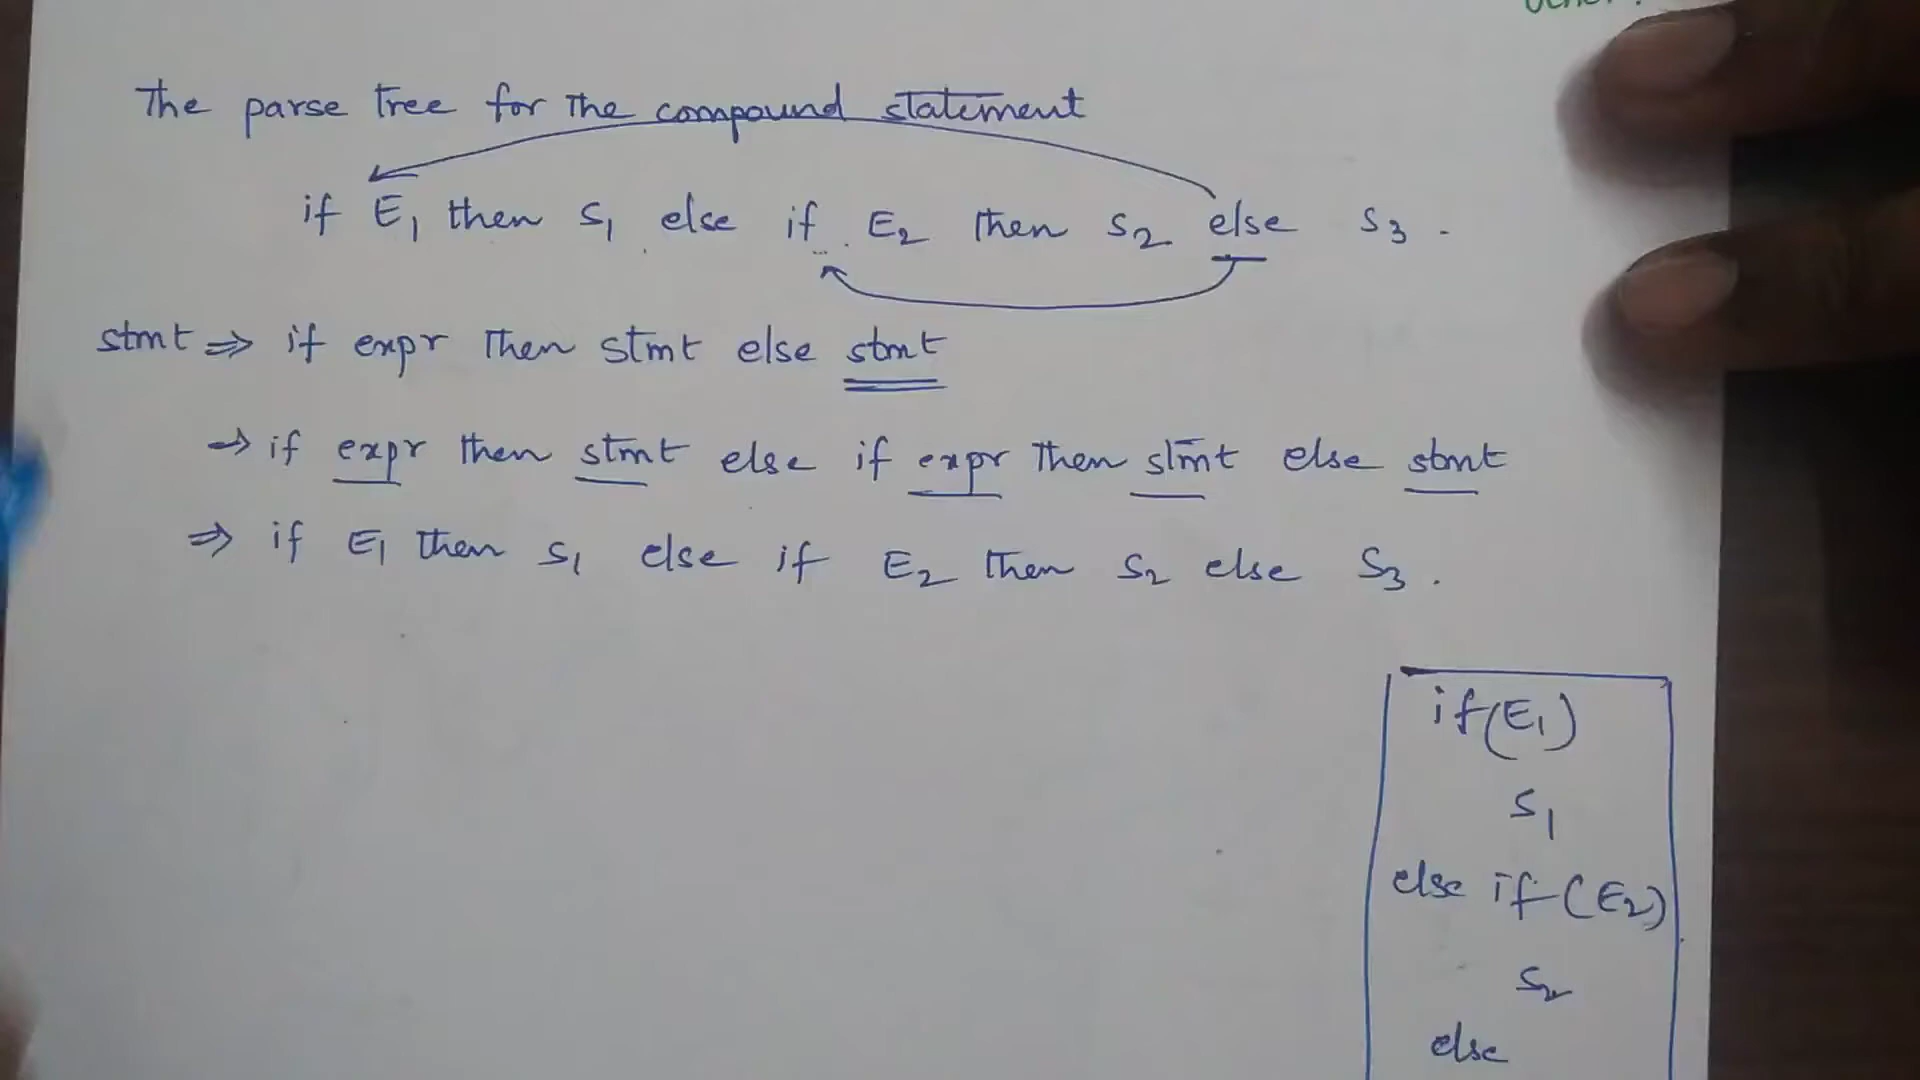 The parse tree for the compound statement
if E1 then S1 else if E2 then S2 else S3.
stmt ⇒ if expr then stmt else stmt
⇒ if expr then stmt else if expr then stmt else stmt
⇒ if E1 then S1 else if E2 then S2 else S3.
if(E1)
S1
else if(E2)
S2
else